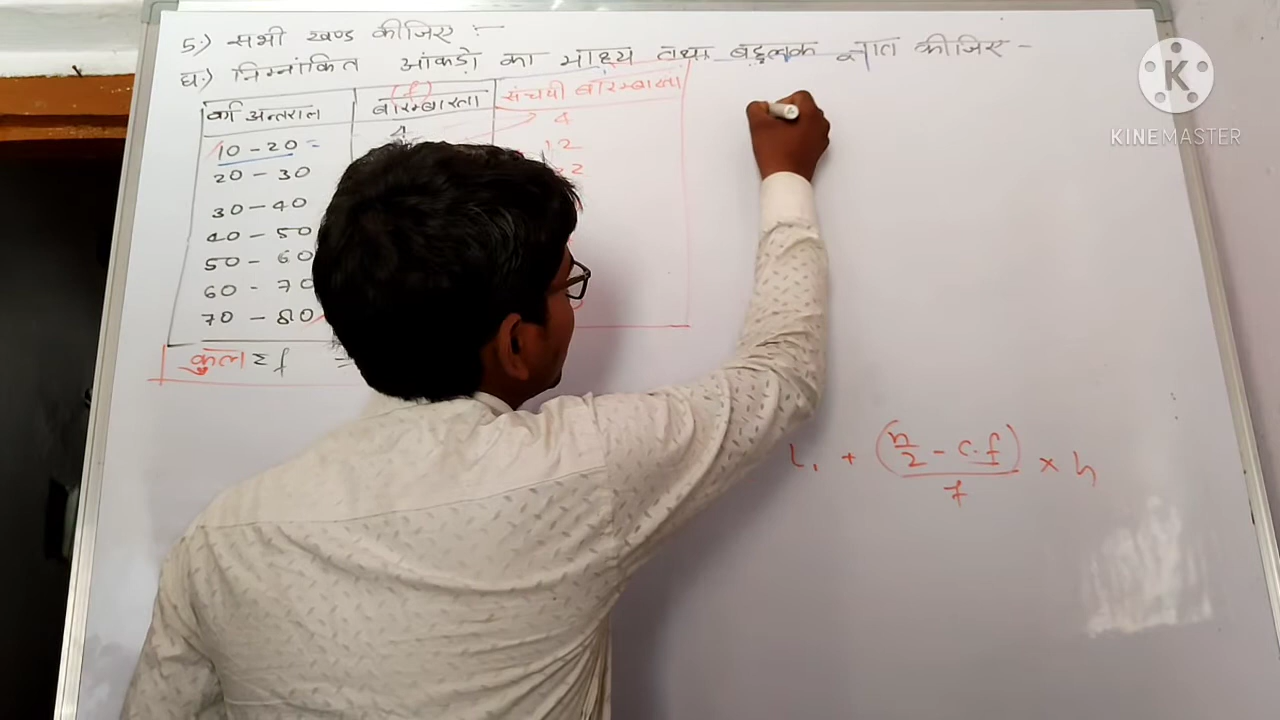 5:) सभी खण्ड कीजिए :-
घ:) निम्नांकित आंकड़ो का माध्य तथा बहुलक ज्ञात कीजिए -
(f)
वर्ग अन्तराल बारम्बारता संचयी बारम्बारता
4 4
10 - 20 = 12
20 - 30
30 - 40
40 - 50
50 - 60
60 - 70
70 - 80
कुल Σf =
l₁ + (n/2 - c.f)/f × h
K
KINEMASTER